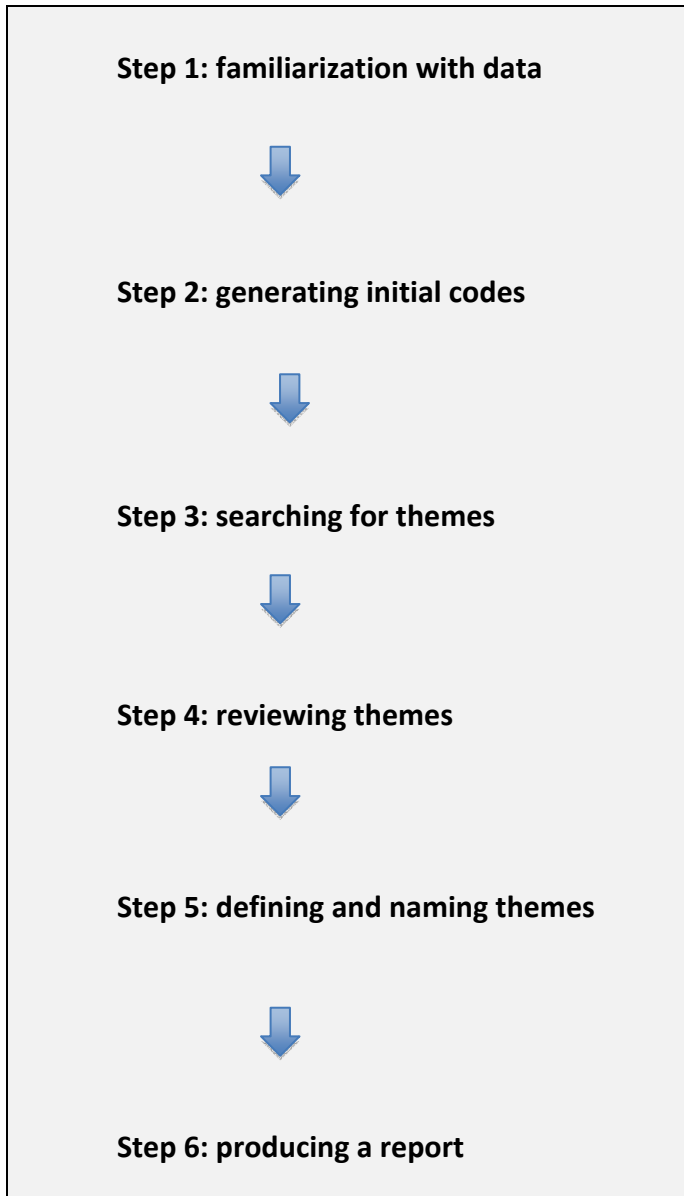 Step 1: familiarization with data
Step 2: generating initial codes
Step 3: searching for themes
Step 4: reviewing themes
Step 5: defining and naming themes
Step 6: producing a report